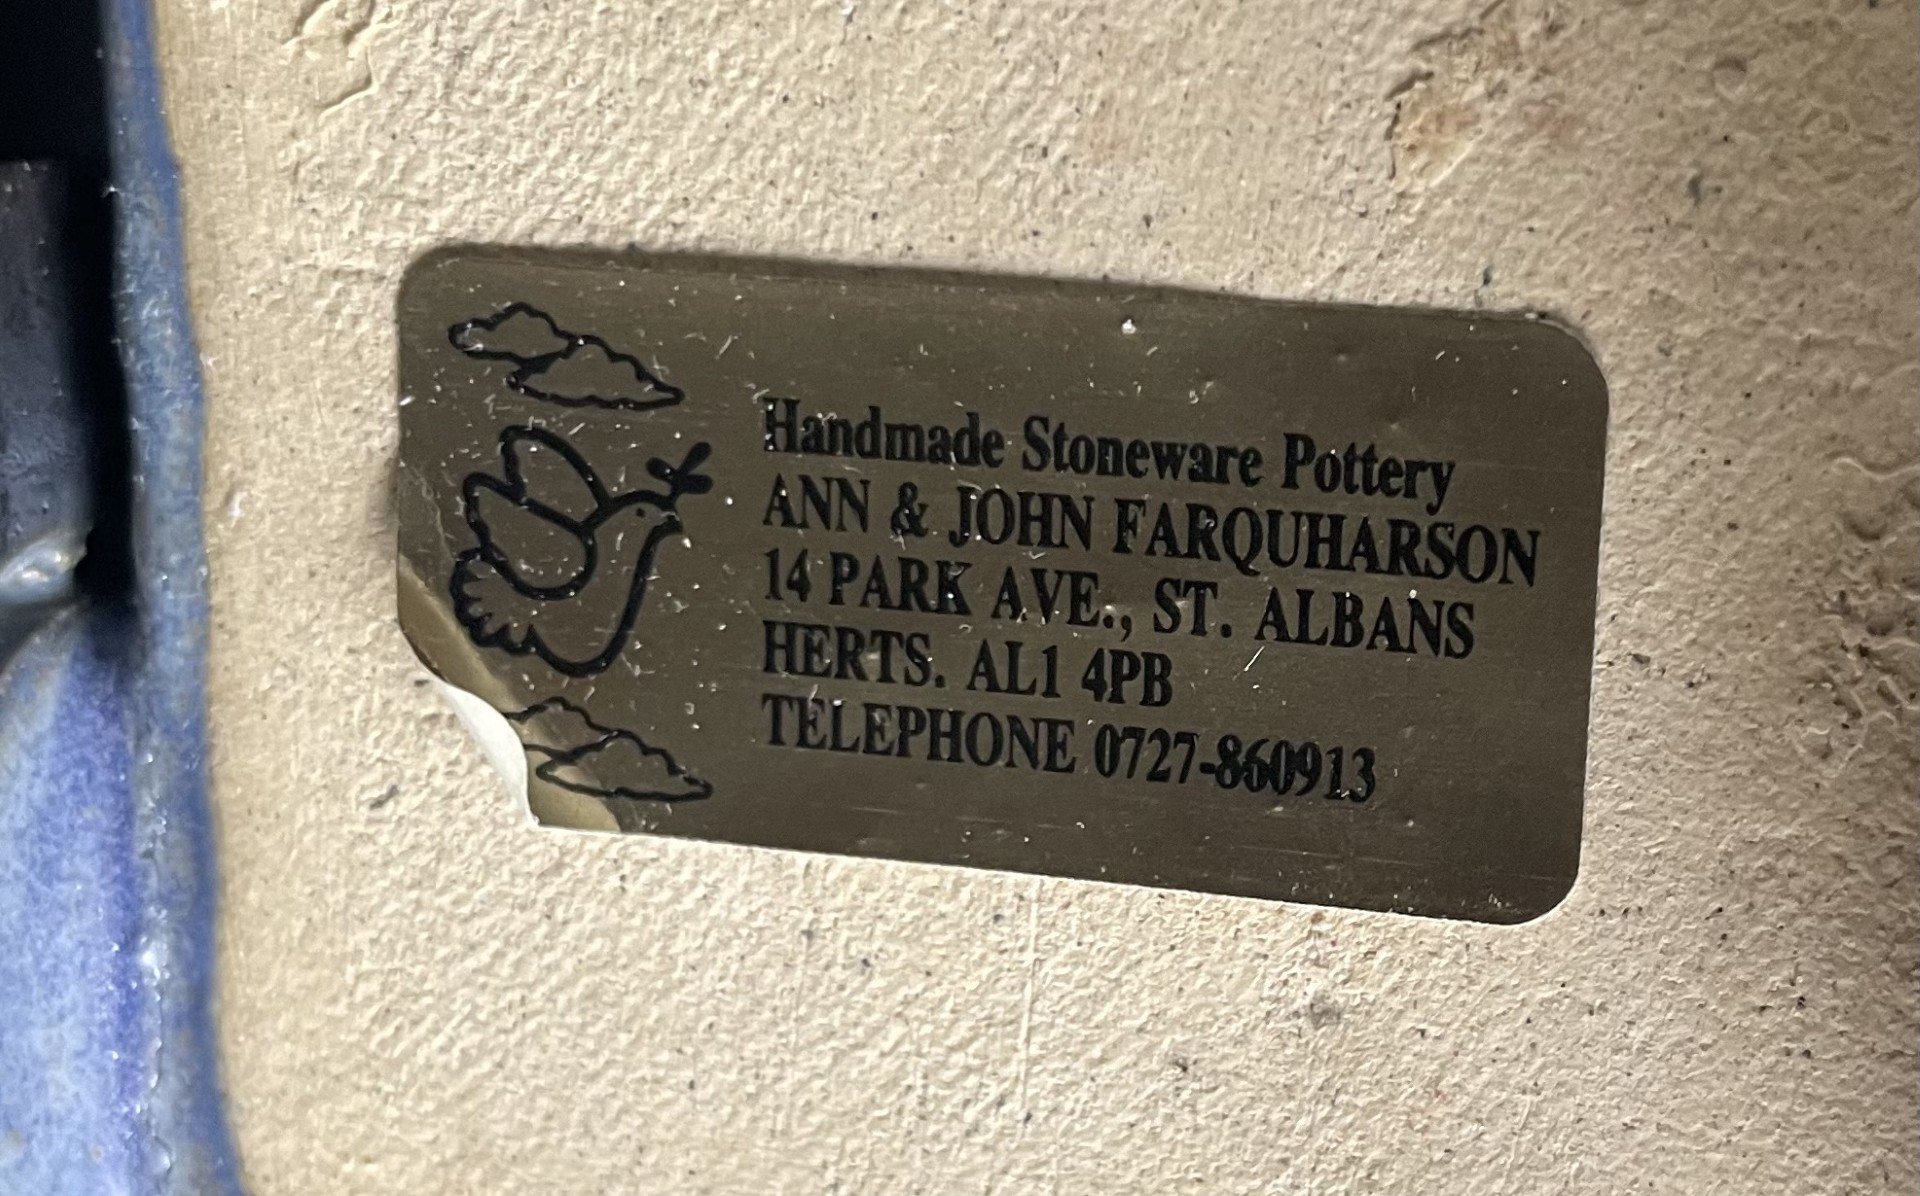 Handmade Stoneware Pottery
ANN & JOHN FARQUHARSON
14 PARK AVE., ST. ALBANS
HERTS. AL1 4PB
TELEPHONE 0727-860913